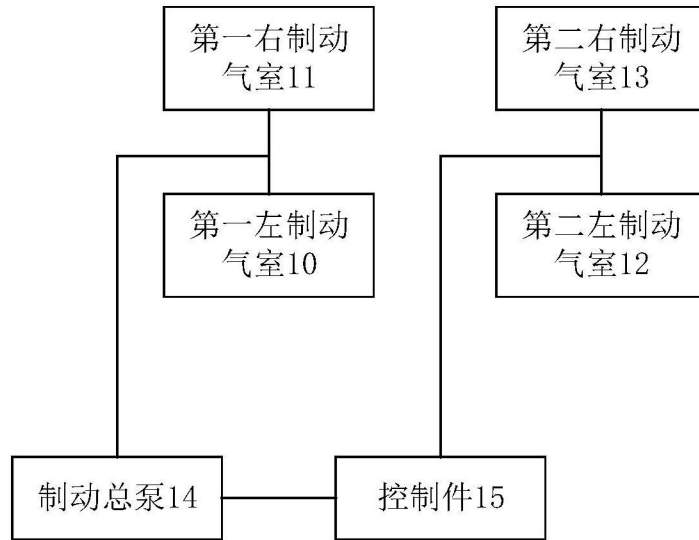 第一右制动
气室11
第二右制动
气室13
第一左制动
气室10
第二左制动
气室12
制动总泵14
控制件15